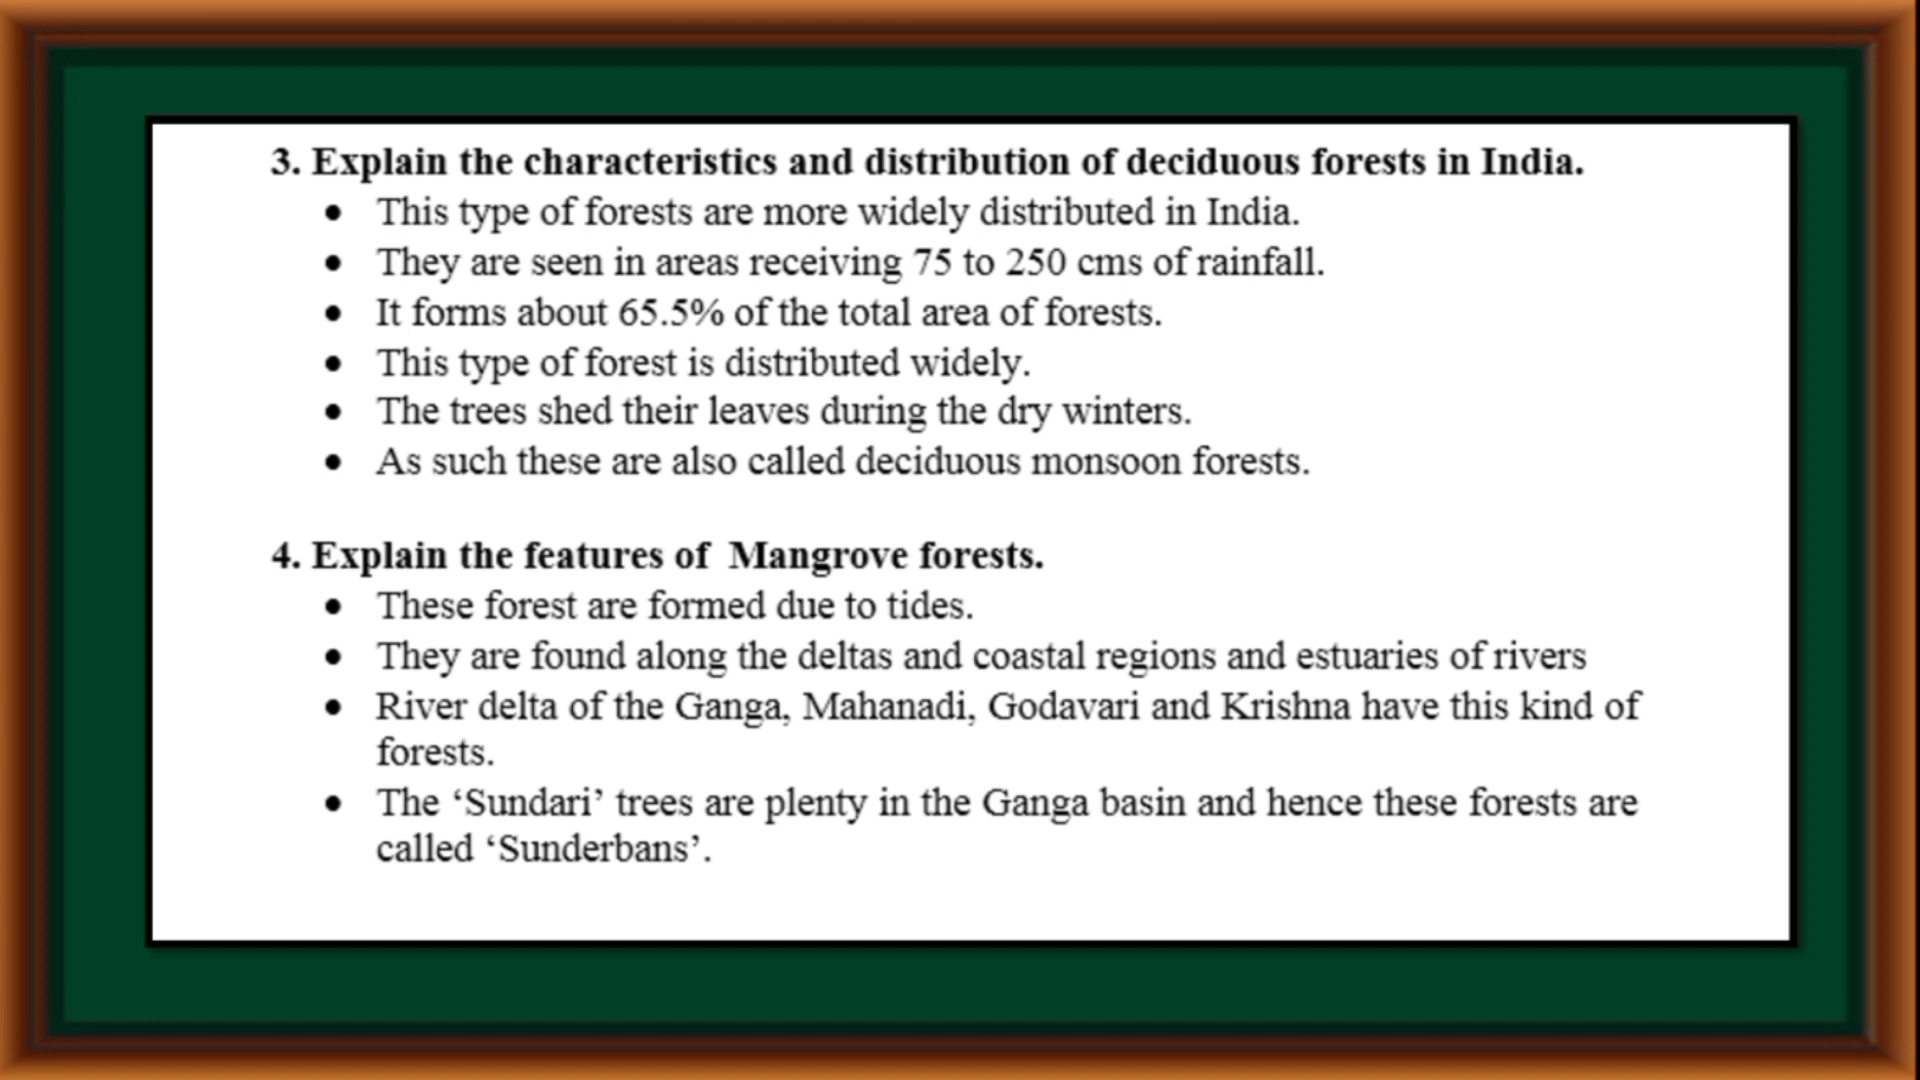 3. Explain the characteristics and distribution of deciduous forests in India.
• This type of forests are more widely distributed in India.
• They are seen in areas receiving 75 to 250 cms of rainfall.
• It forms about 65.5% of the total area of forests.
• This type of forest is distributed widely.
• The trees shed their leaves during the dry winters.
• As such these are also called deciduous monsoon forests.
4. Explain the features of Mangrove forests.
• These forest are formed due to tides.
• They are found along the deltas and coastal regions and estuaries of rivers
• River delta of the Ganga, Mahanadi, Godavari and Krishna have this kind of
forests.
• The ‘Sundari’ trees are plenty in the Ganga basin and hence these forests are
called ‘Sunderbans’.